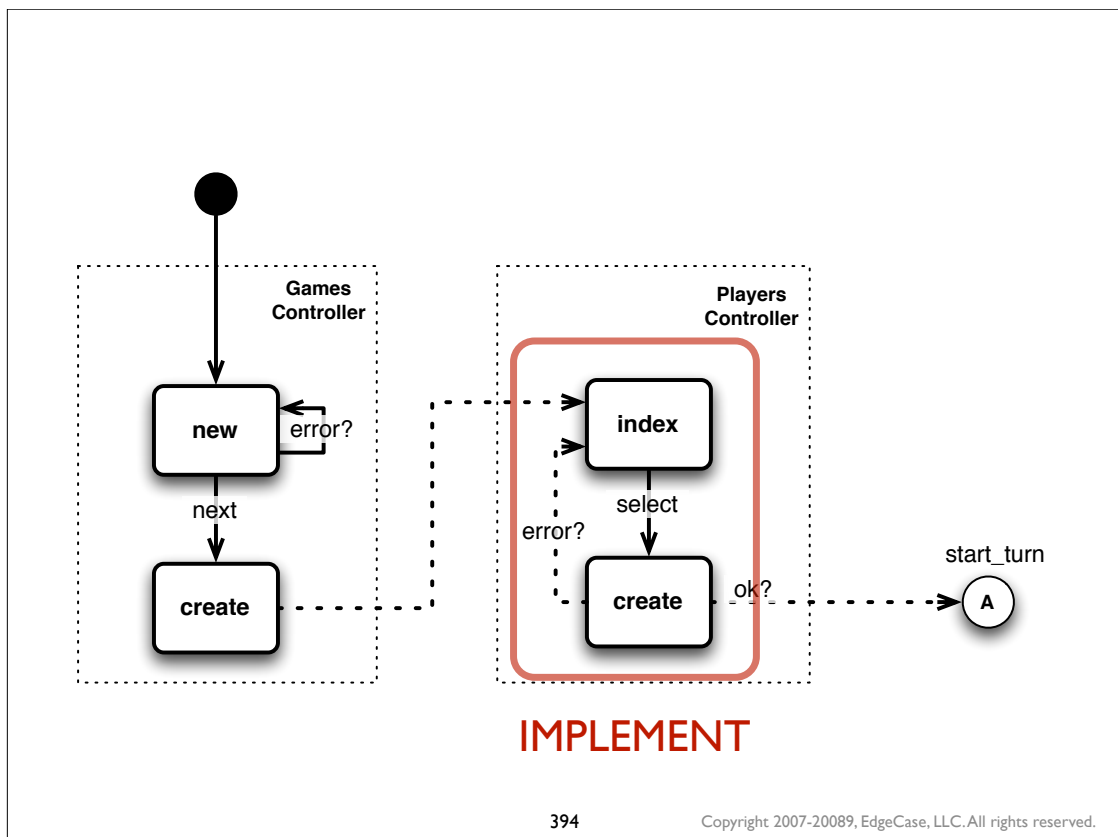 Games
Controller
new
error?
next
create
Players
Controller
index
select
error?
create
ok?
start_turn
A
IMPLEMENT
394
Copyright 2007-20089, EdgeCase, LLC. All rights reserved.